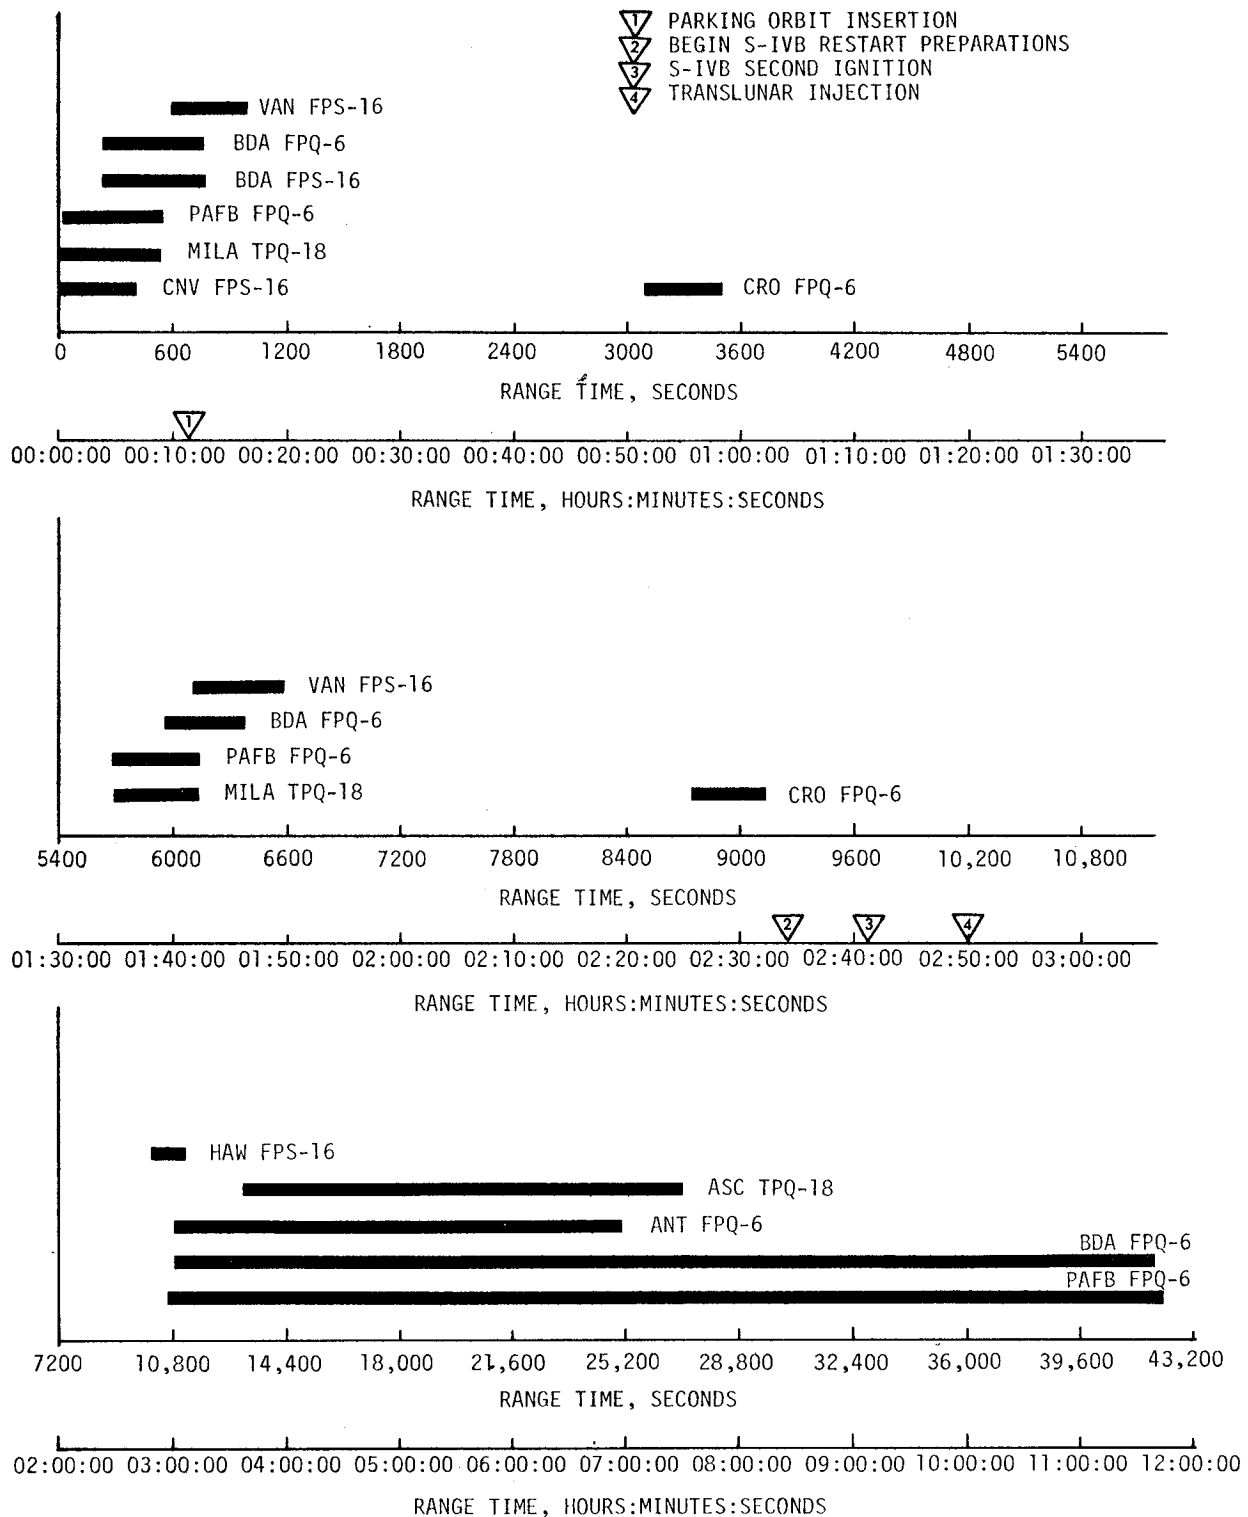 1 PARKING ORBIT INSERTION
2 BEGIN S-IVB RESTART PREPARATIONS
3 S-IVB SECOND IGNITION
4 TRANSLUNAR INJECTION
VAN FPS-16
BDA FPQ-6
BDA FPS-16
PAFB FPQ-6
MILA TPQ-18
CNV FPS-16
CRO FPQ-6
0 600 1200 1800 2400 3000 3600 4200 4800 5400
RANGE TIME, SECONDS
1
00:00:00 00:10:00 00:20:00 00:30:00 00:40:00 00:50:00 01:00:00 01:10:00 01:20:00 01:30:00
RANGE TIME, HOURS:MINUTES:SECONDS
VAN FPS-16
BDA FPQ-6
PAFB FPQ-6
MILA TPQ-18
CRO FPQ-6
5400 6000 6600 7200 7800 8400 9000 9600 10,200 10,800
RANGE TIME, SECONDS
2 3 4
01:30:00 01:40:00 01:50:00 02:00:00 02:10:00 02:20:00 02:30:00 02:40:00 02:50:00 03:00:00
RANGE TIME, HOURS:MINUTES:SECONDS
HAW FPS-16
ASC TPQ-18
ANT FPQ-6
BDA FPQ-6
PAFB FPQ-6
7200 10,800 14,400 18,000 21,600 25,200 28,800 32,400 36,000 39,600 43,200
RANGE TIME, SECONDS
02:00:00 03:00:00 04:00:00 05:00:00 06:00:00 07:00:00 08:00:00 09:00:00 10:00:00 11:00:00 12:00:00
RANGE TIME, HOURS:MINUTES:SECONDS